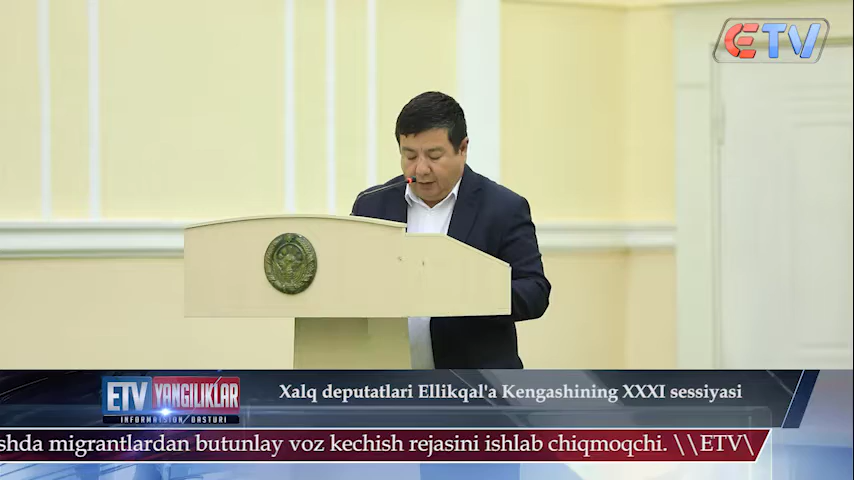 ETV
ETV YANGILIKLAR
INFORMATSION DASTURI
Xalq deputatlari Ellikqal'a Kengashining XXXI sessiyasi
shda migrantlardan butunlay voz kechish rejasini ishlab chiqmoqchi. \\ETV\